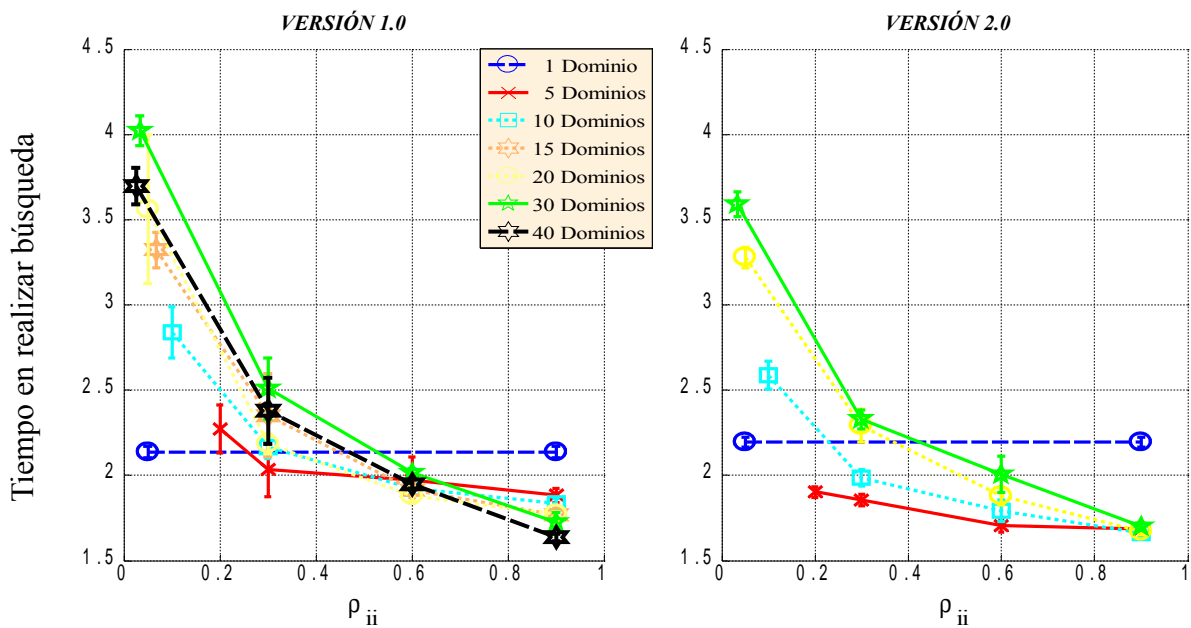 VERSIÓN 1.0
VERSIÓN 2.0
Tiempo en realizar búsqueda
4.5
4
3.5
3
2.5
2
1.5
0
0.2
0.4
0.6
0.8
1
ρ ii
1 Dominio
5 Dominios
10 Dominios
15 Dominios
20 Dominios
30 Dominios
40 Dominios
4.5
4
3.5
3
2.5
2
1.5
0
0.2
0.4
0.6
0.8
1
ρ ii